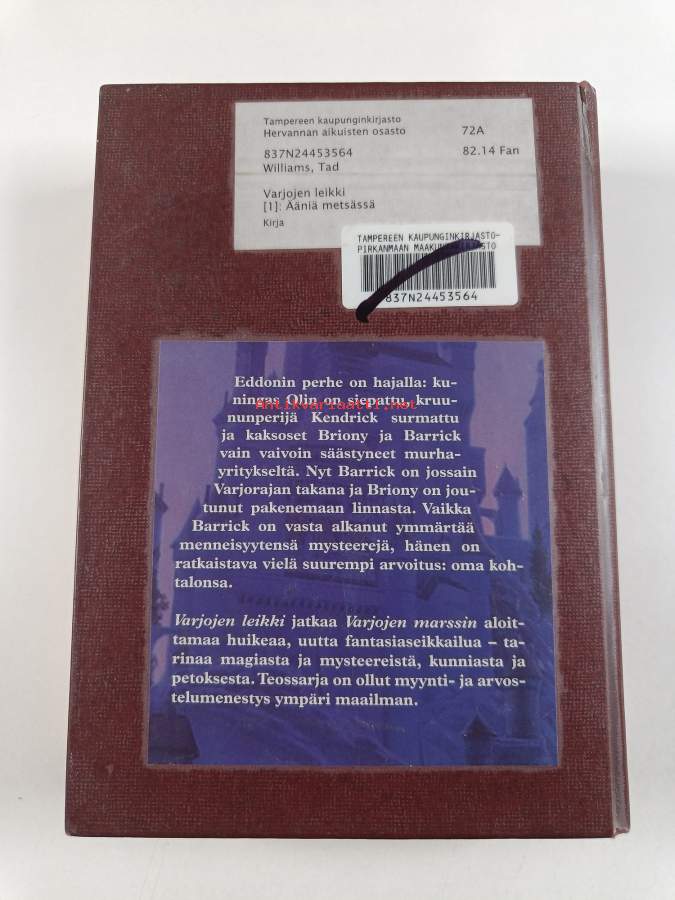 Tampereen kaupunginkirjasto
Hervannan aikuisten osasto 72A
837N24453564 82.14 Fan
Williams, Tad
Varjojen leikki
[1]: Ääniä metsässä
Kirja
TAMPEREEN KAUPUNGINKIRJASTO-
PIRKANMAAN MAAKUNTAKIRJASTO
837N24453564
Eddonin perhe on hajalla: ku-
ningas Olin on siepattu, kruu-
Antikvariaatti.net
nunperijä Kendrick surmattu
ja kaksoset Briony ja Barrick
vain vaivoin säästyneet murha-
yritykseltä. Nyt Barrick on jossain
Varjorajan takana ja Briony on jou-
tunut pakenemaan linnasta. Vaikka
Barrick on vasta alkanut ymmärtää
menneisyytensä mysteerejä, hänen on
ratkaistava vielä suurempi arvoitus: oma koh-
talonsa.
Varjojen leikki jatkaa Varjojen marssin aloit-
tamaa huikeaa, uutta fantasiaseikkailua – ta-
rinaa magiasta ja mysteereistä, kunniasta ja
petoksesta. Teossarja on ollut myynti- ja arvos-
telumenestys ympäri maailman.